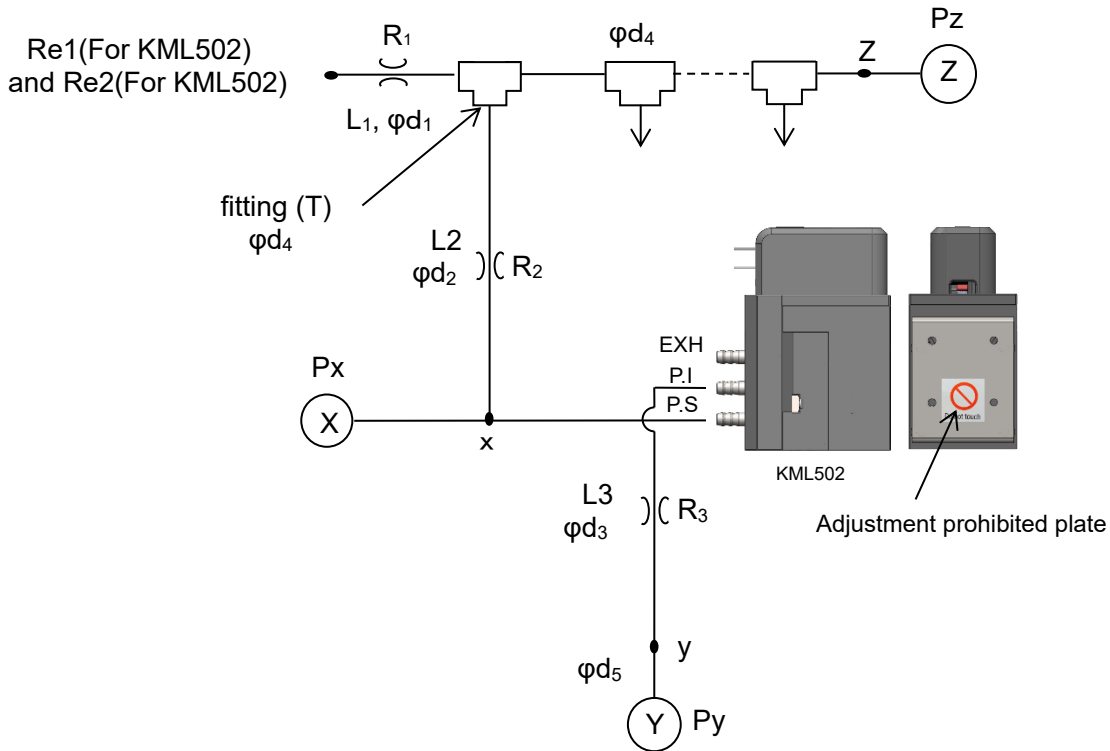 Re1(For KML502)
and Re2(For KML502)
R1
L1, φd1
φd4
Z
Pz
Z
fitting (T)
φd4
L2
φd2
R2
Px
X
x
EXH
P.I
P.S
KML502
Adjustment prohibited plate
L3
φd3
R3
y
φd5
Y
Py